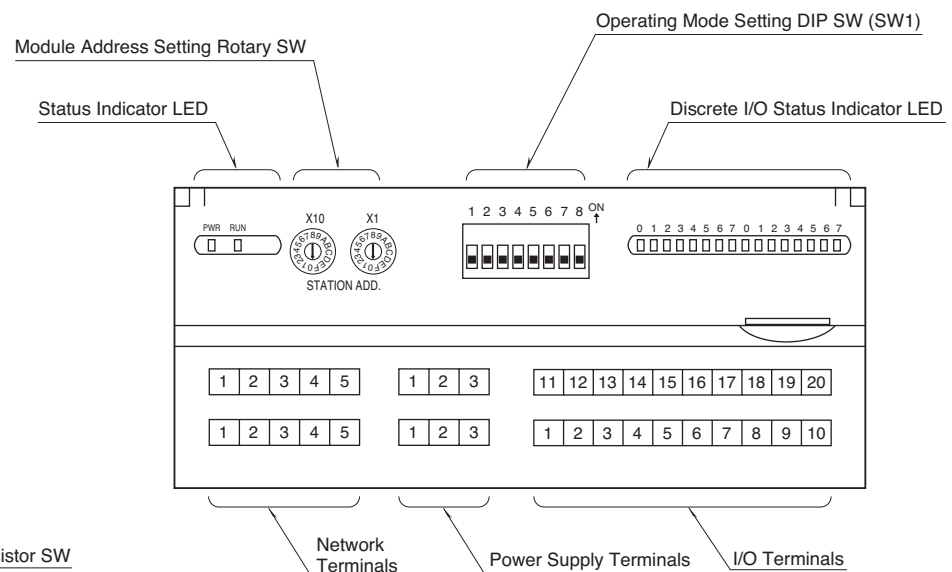 Operating Mode Setting DIP SW (SW1)
Module Address Setting Rotary SW
Status Indicator LED
Discrete I/O Status Indicator LED
PWR RUN
X10 X1
0123456789ABCDEF 0123456789ABCDEF
STATION ADD.
1 2 3 4 5 6 7 8 ON
0 1 2 3 4 5 6 7 0 1 2 3 4 5 6 7
1 2 3 4 5 1 2 3 11 12 13 14 15 16 17 18 19 20
1 2 3 4 5 1 2 3 1 2 3 4 5 6 7 8 9 10
Network
Terminals
Power Supply Terminals
I/O Terminals
SW